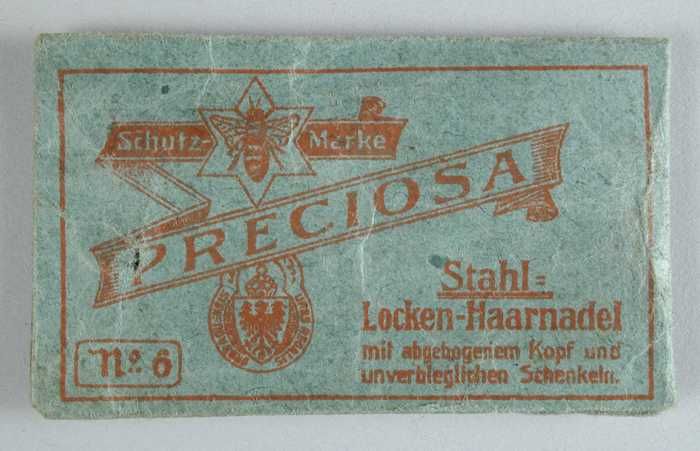 Schutz- Marke
PRECIOSA
Stahl=
Locken-Haarnadel
mit abgebogenem Kopf und
unverbieglichen Schenkeln.
No 6